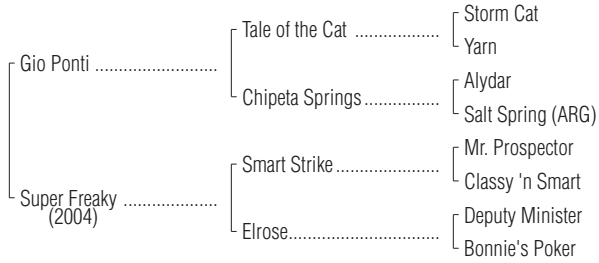 Storm Cat
Tale of the Cat ..................
Yarn
Gio Ponti ..........................
Alydar
Chipeta Springs................
Salt Spring (ARG)
Mr. Prospector
Smart Strike......................
Classy 'n Smart
Super Freaky ....................
(2004)
Deputy Minister
Elrose................................
Bonnie's Poker